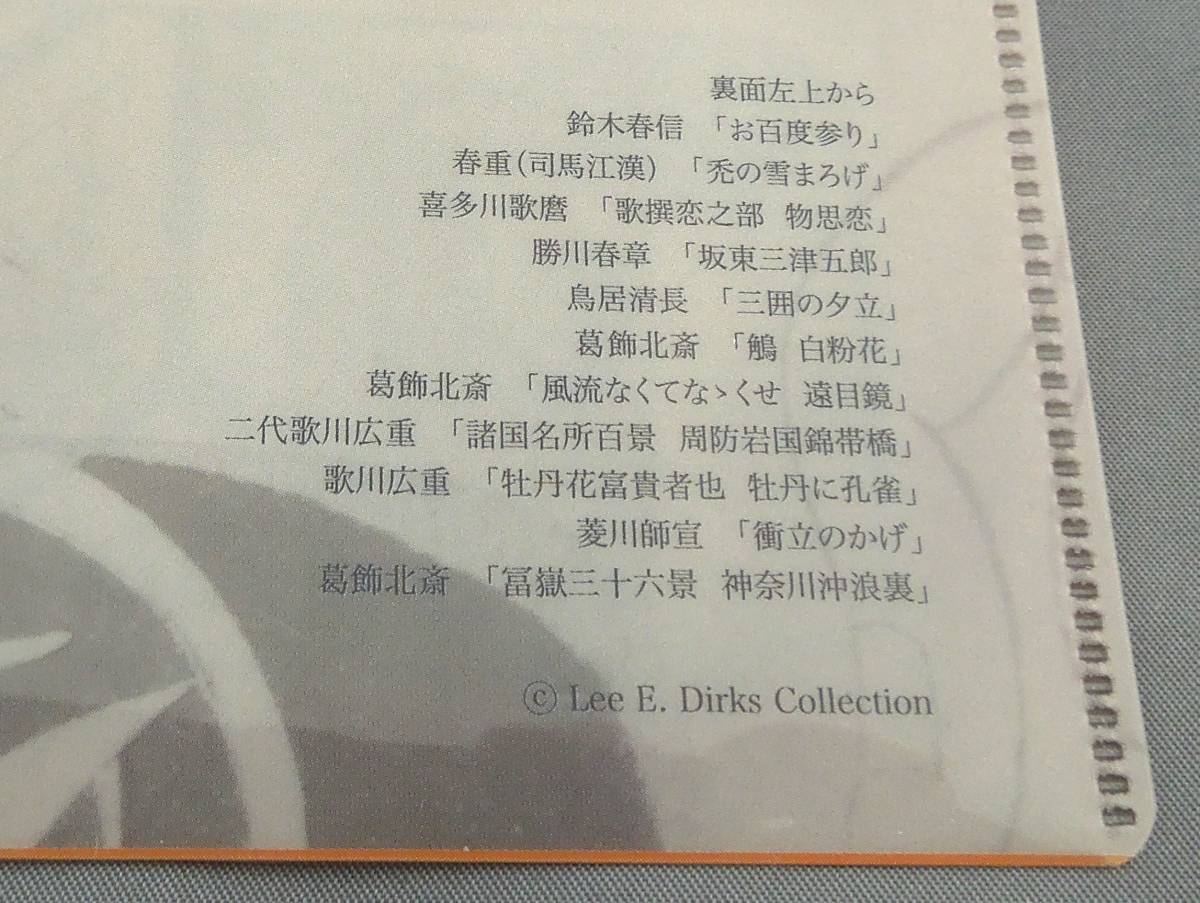 裏面左上から
鈴木春信 「お百度参り」
春重(司馬江漢) 「禿の雪まろげ」
喜多川歌麿 「歌撰恋之部 物思恋」
勝川春章 「坂東三津五郎」
鳥居清長 「三囲の夕立」
葛飾北斎 「鵤 白粉花」
葛飾北斎 「風流なくてなゝくせ 遠目鏡」
二代歌川広重 「諸国名所百景 周防岩国錦帯橋」
歌川広重 「牡丹花富貴者也 牡丹に孔雀」
菱川師宣 「衝立のかげ」
葛飾北斎 「冨嶽三十六景 神奈川沖浪裏」
© Lee E. Dirks Collection